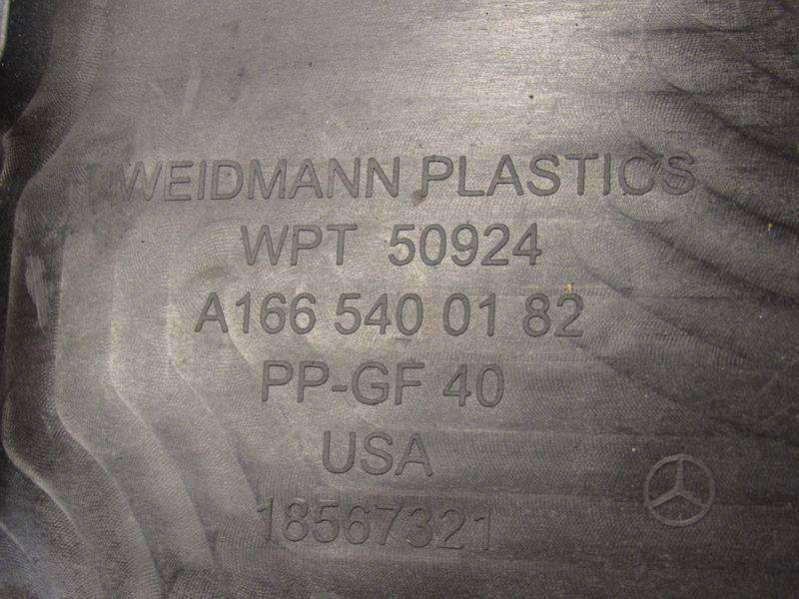 WEIDMANN PLASTICS
WPT 50924
A166 540 01 82
PP-GF 40
USA
18567321